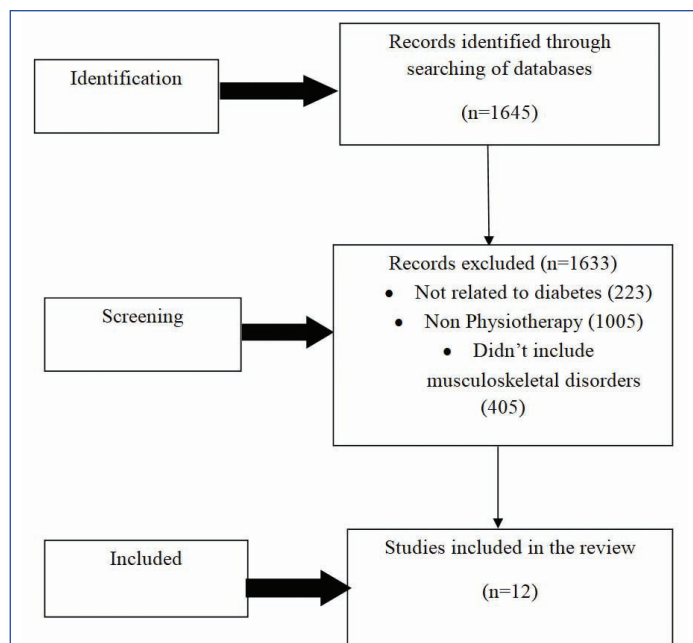 Identification
Records identified through
searching of databases
(n=1645)
Screening
Records excluded (n=1633)
• Not related to diabetes (223)
• Non Physiotherapy (1005)
• Didn’t include
musculoskeletal disorders
(405)
Included
Studies included in the review
(n=12)